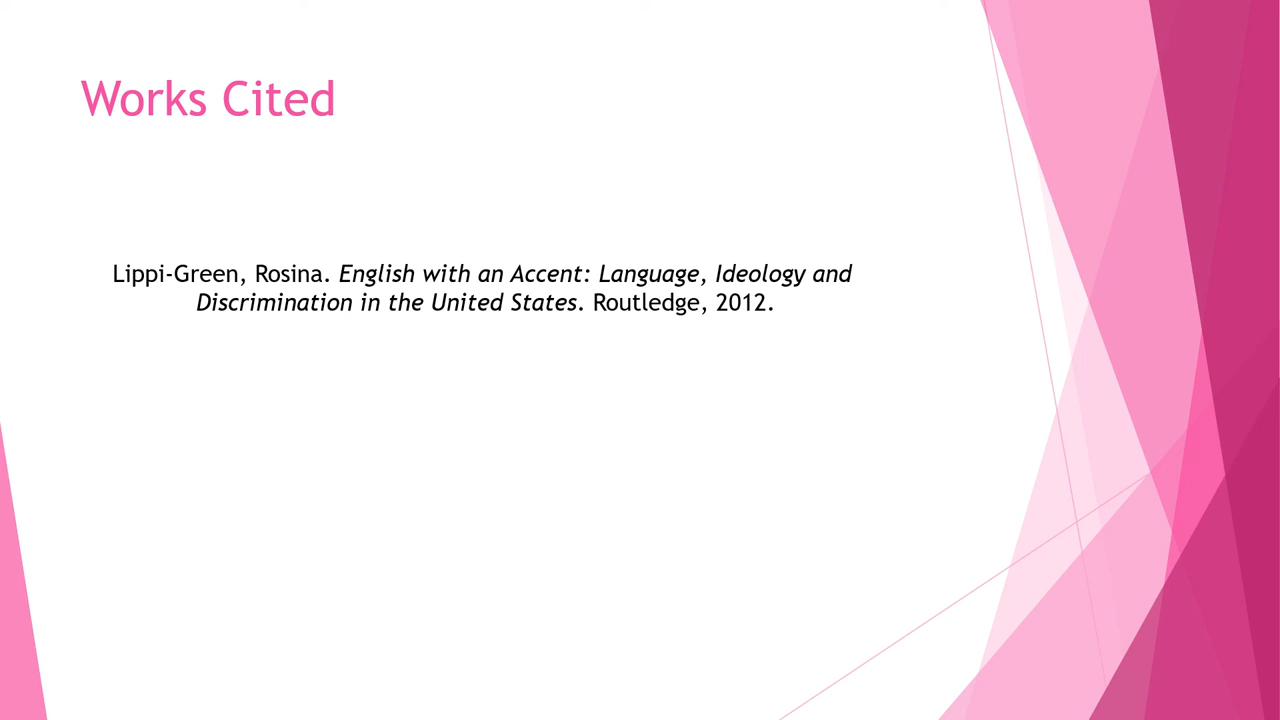 Works Cited
Lippi-Green, Rosina. English with an Accent: Language, Ideology and
Discrimination in the United States. Routledge, 2012.